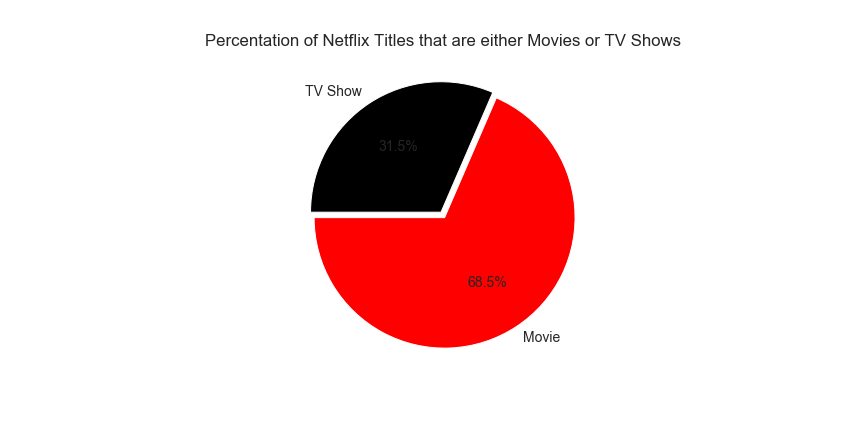 Percentation of Netflix Titles that are either Movies or TV Shows
TV Show
31.5%
68.5%
Movie